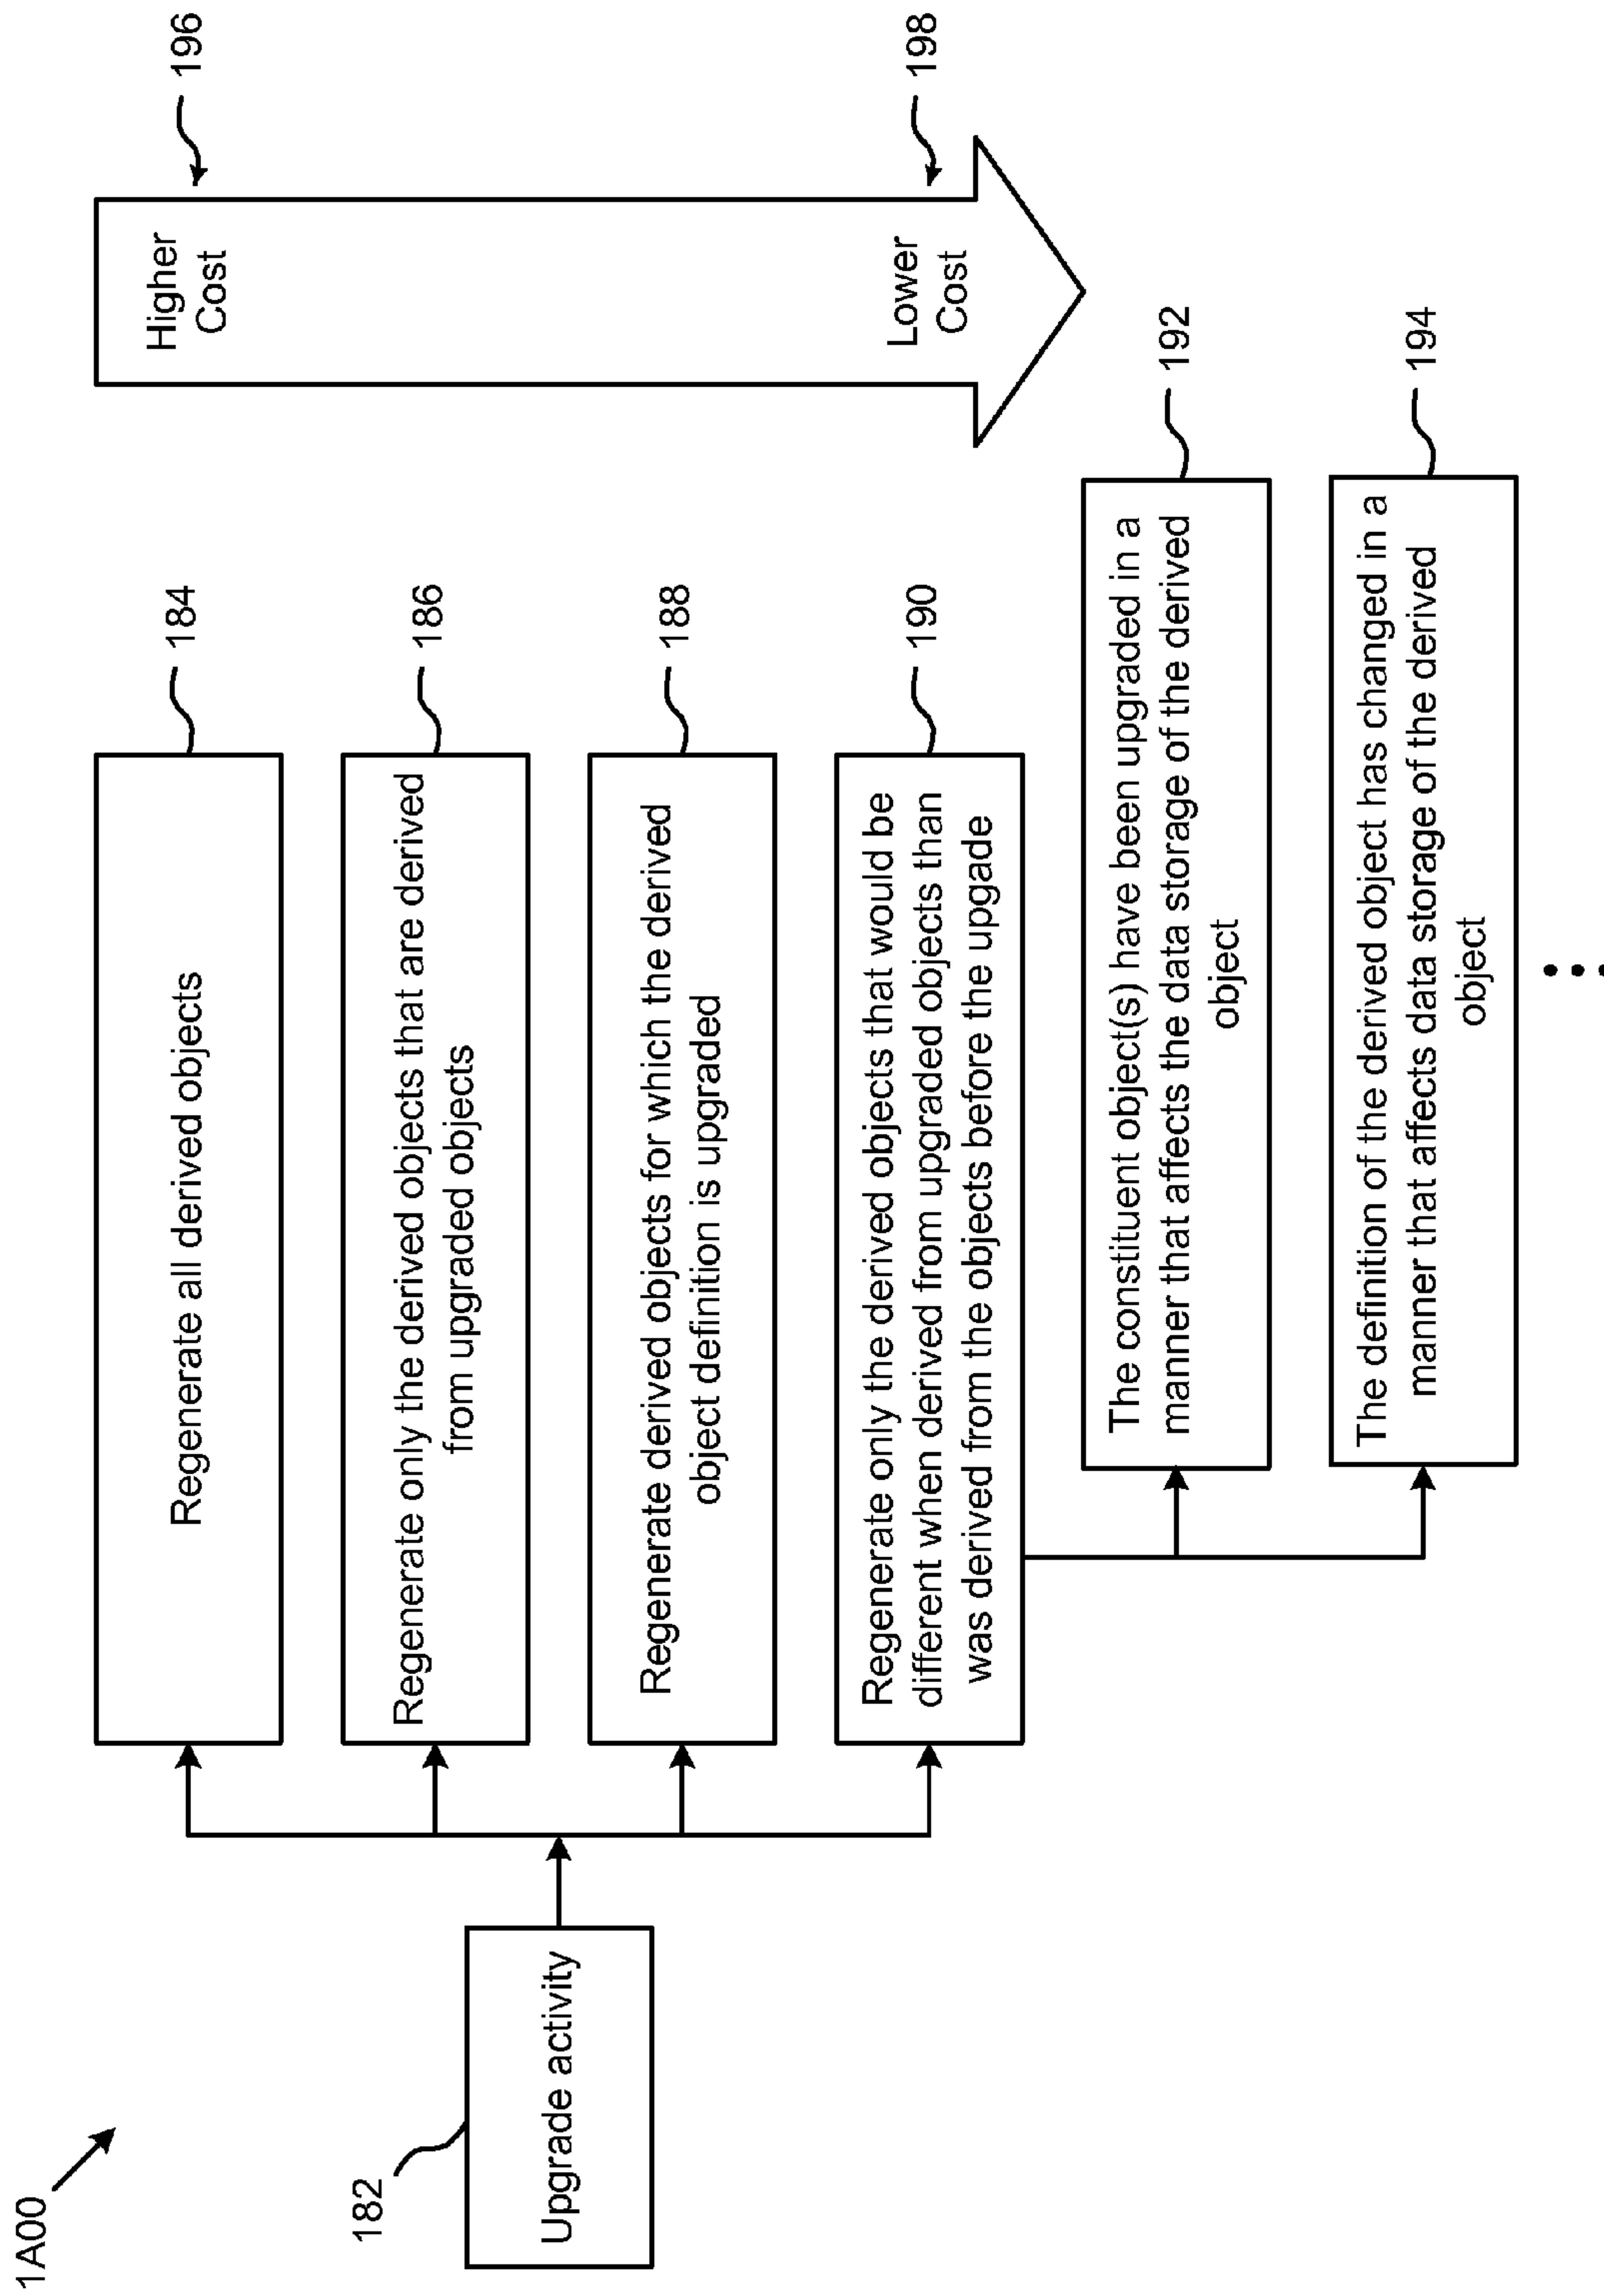 1A00
182
Upgrade activity
Regenerate all derived objects
184
Regenerate only the derived objects that are derived
from upgraded objects
186
Regenerate derived objects for which the derived
object definition is upgraded
188
Regenerate only the derived objects that would be
different when derived from upgraded objects than
was derived from the objects before the upgade
190
The constituent object(s) have been upgraded in a
manner that affects the data storage of the derived
object
192
The definition of the derived object has changed in a
manner that affects data storage of the derived
object
194
Higher
Cost
196
Lower
Cost
198